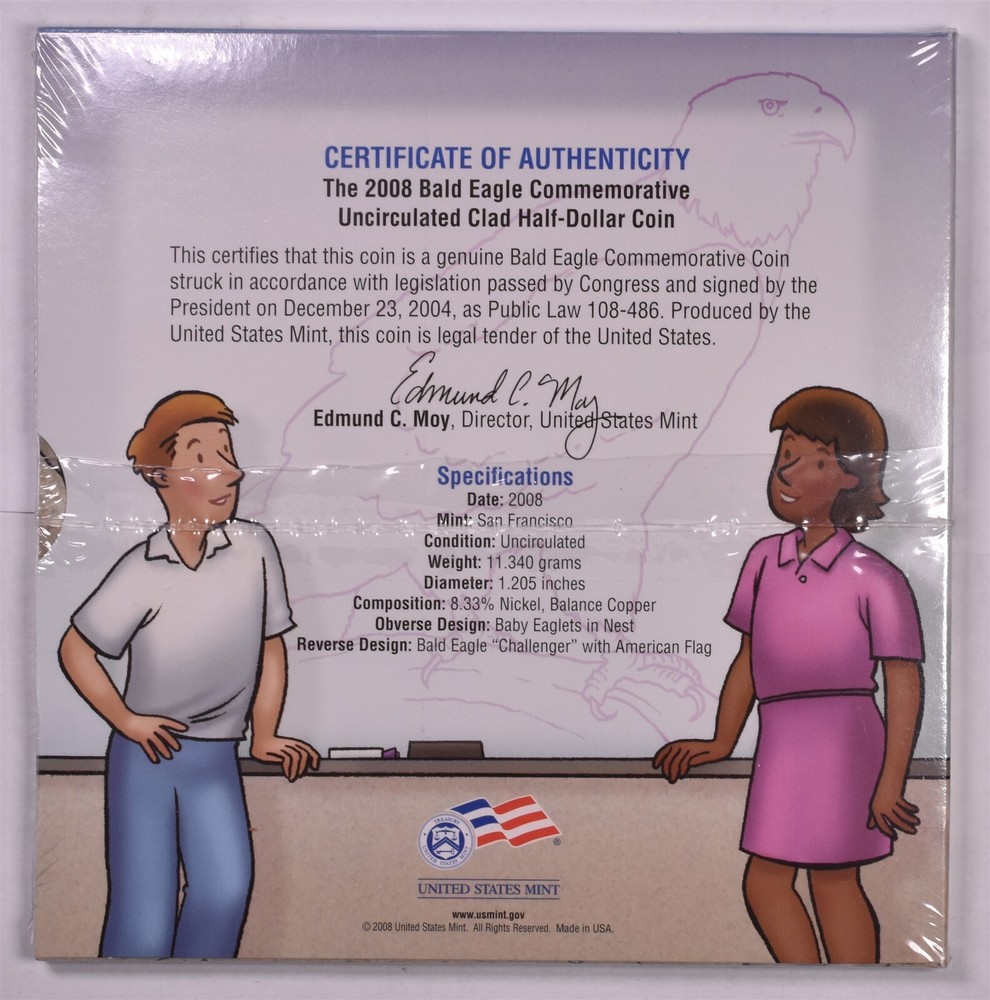 CERTIFICATE OF AUTHENTICITY
The 2008 Bald Eagle Commemorative
Uncirculated Clad Half-Dollar Coin
This certifies that this coin is a genuine Bald Eagle Commemorative Coin
struck in accordance with legislation passed by Congress and signed by the
President on December 23, 2004, as Public Law 108-486. Produced by the
United States Mint, this coin is legal tender of the United States.
Edmund C. Moy
Edmund C. Moy, Director, United States Mint
Specifications
Date: 2008
Mint: San Francisco
Condition: Uncirculated
Weight: 11.340 grams
Diameter: 1.205 inches
Composition: 8.33% Nickel, Balance Copper
Obverse Design: Baby Eaglets in Nest
Reverse Design: Bald Eagle “Challenger” with American Flag
TREASURY
UNITED STATES MINT
®
UNITED STATES MINT
www.usmint.gov
© 2008 United States Mint. All Rights Reserved. Made in USA.